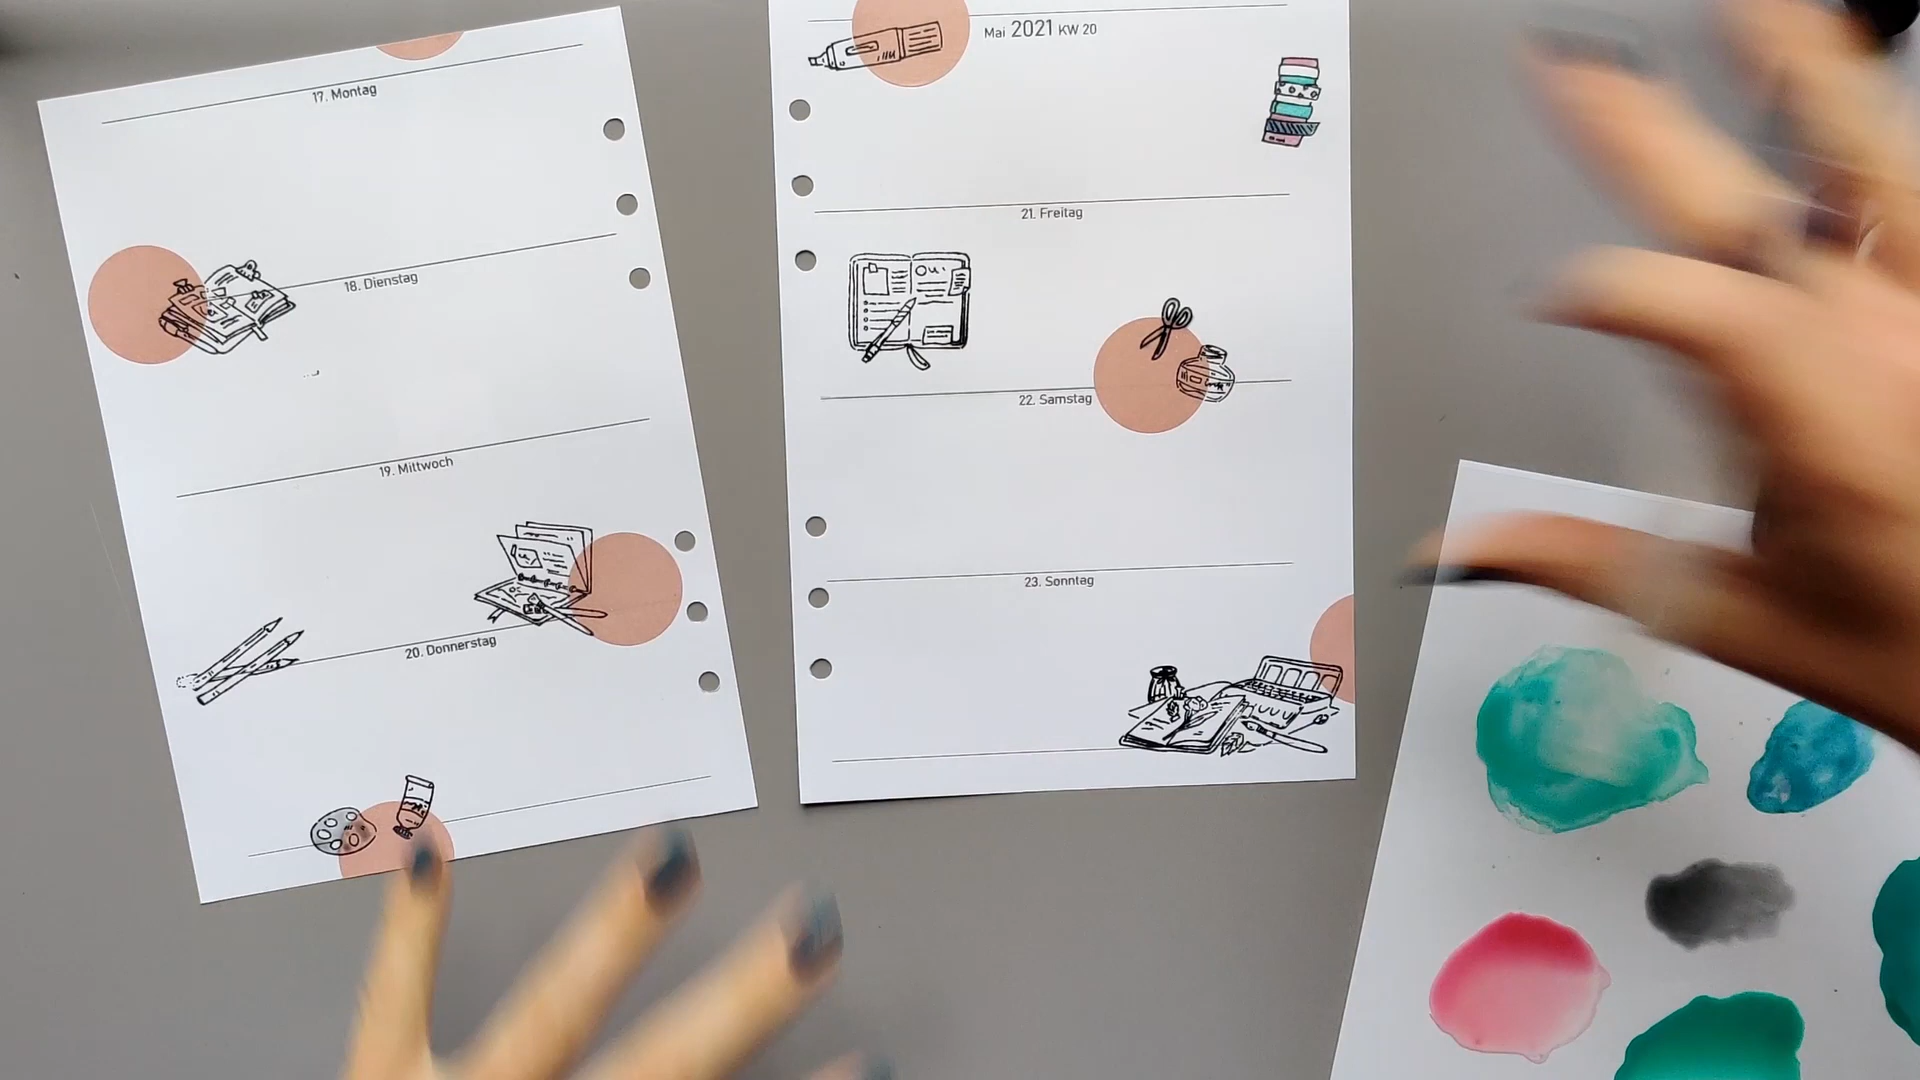 17. Montag
18. Dienstag
19. Mittwoch
20. Donnerstag
Mai 2021 KW 20
21. Freitag
22. Samstag
23. Sonntag